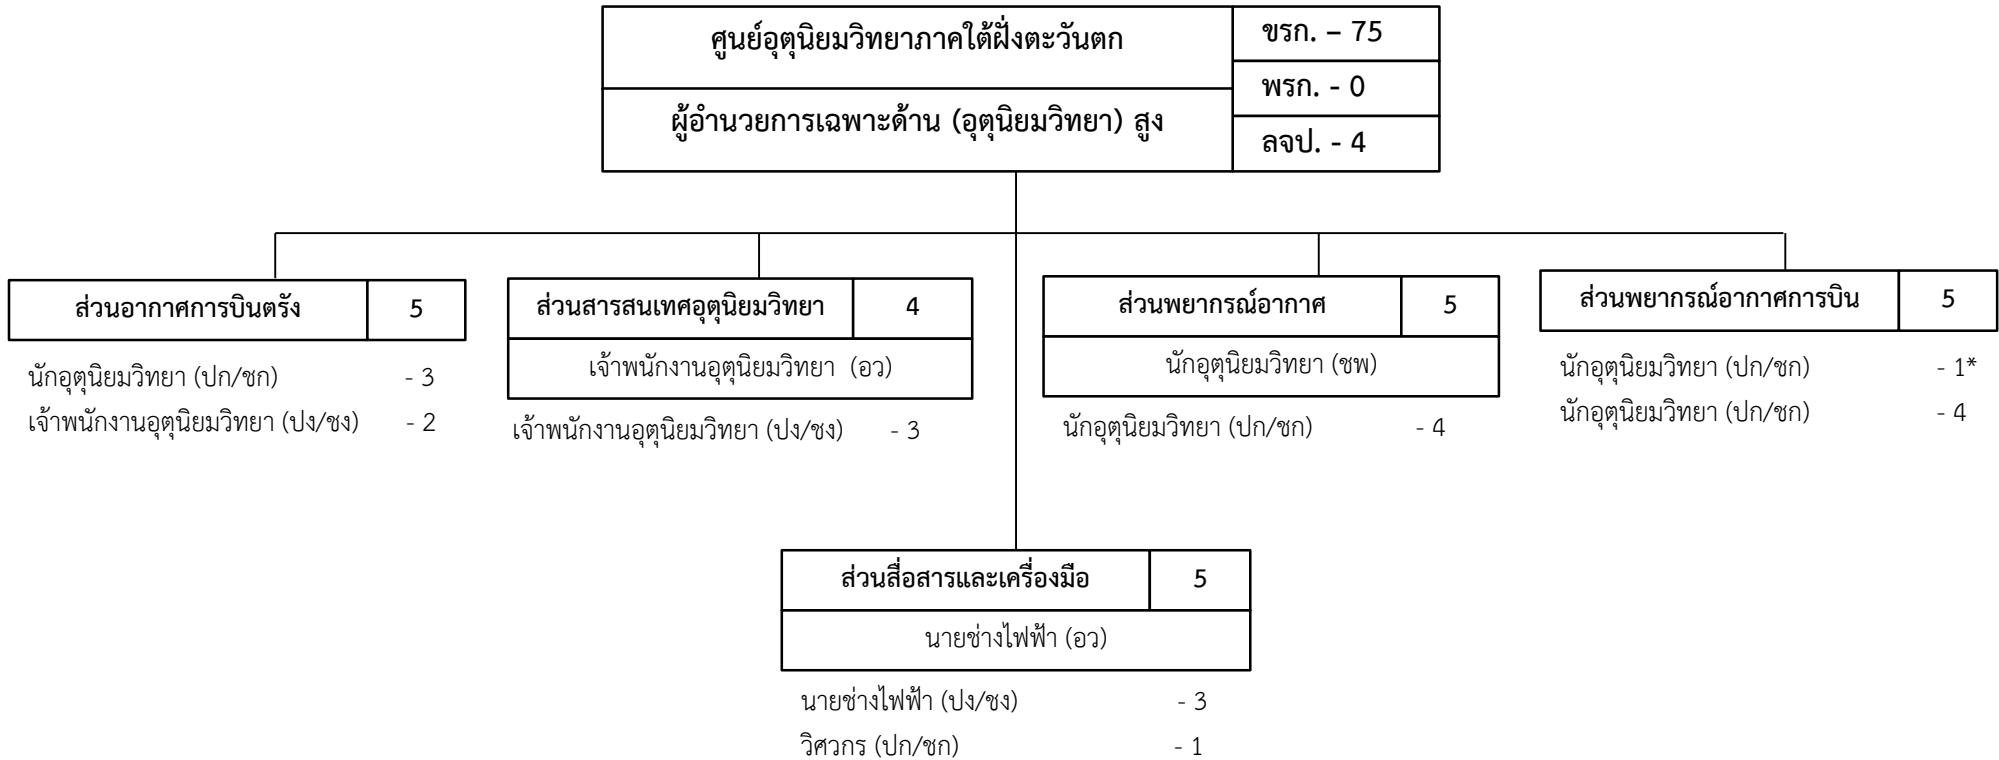 ศูนย์อุตุนิยมวิทยาภาคใต้ฝั่งตะวันตก
ขรก. – 75
พรก. - 0
ผู้อำนวยการเฉพาะด้าน (อุตุนิยมวิทยา) สูง
ลจป. - 4
ส่วนอากาศการบินตรัง 5
นักอุตุนิยมวิทยา (ปก/ชก) - 3
เจ้าพนักงานอุตุนิยมวิทยา (ปง/ชง) - 2
ส่วนสารสนเทศอุตุนิยมวิทยา 4
เจ้าพนักงานอุตุนิยมวิทยา (อว)
เจ้าพนักงานอุตุนิยมวิทยา (ปง/ชง) - 3
ส่วนพยากรณ์อากาศ 5
นักอุตุนิยมวิทยา (ชพ)
นักอุตุนิยมวิทยา (ปก/ชก) - 4
ส่วนพยากรณ์อากาศการบิน 5
นักอุตุนิยมวิทยา (ปก/ชก) - 1*
นักอุตุนิยมวิทยา (ปก/ชก) - 4
ส่วนสื่อสารและเครื่องมือ 5
นายช่างไฟฟ้า (อว)
นายช่างไฟฟ้า (ปง/ชง) - 3
วิศวกร (ปก/ชก) - 1